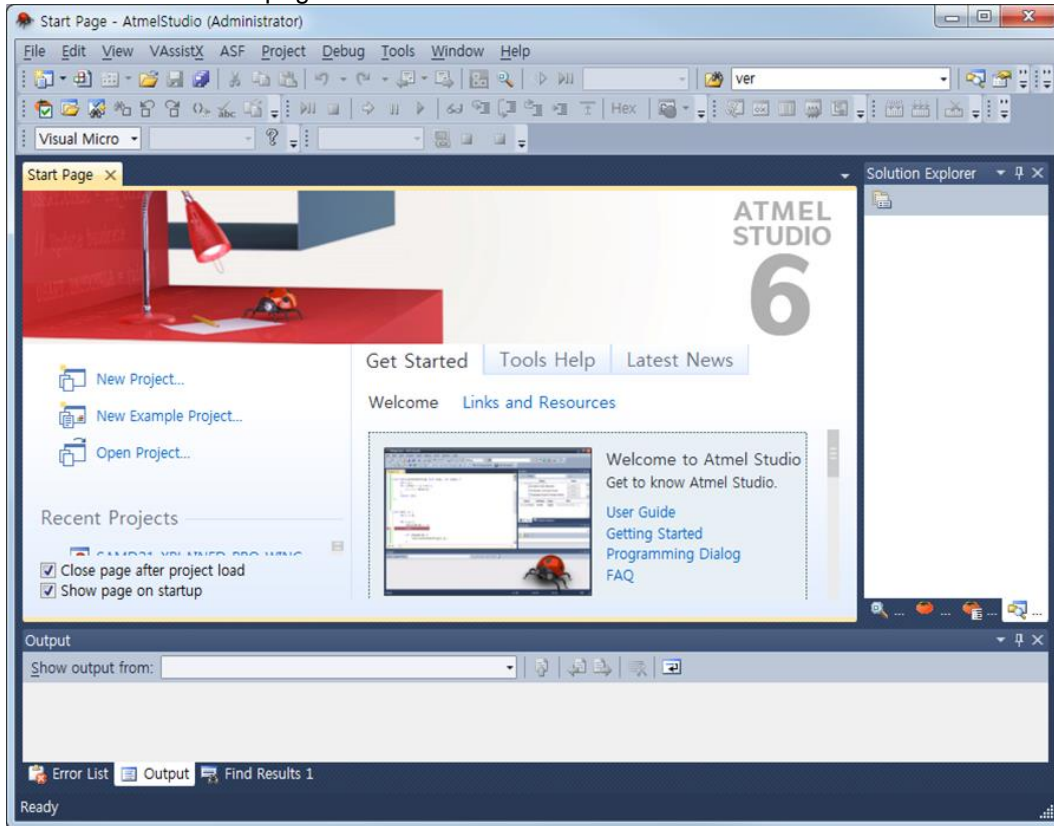 Start Page - AtmelStudio (Administrator)
File Edit View VAssistX ASF Project Debug Tools Window Help
ver
Hex
Visual Micro
Start Page
Solution Explorer
ATMEL
STUDIO
6
Get Started Tools Help Latest News
New Project...
Welcome Links and Resources
New Example Project...
Open Project...
Welcome to Atmel Studio
Get to know Atmel Studio.
User Guide
Getting Started
Programming Dialog
FAQ
Recent Projects
Close page after project load
Show page on startup
Output
Show output from:
Error List Output Find Results 1
Ready